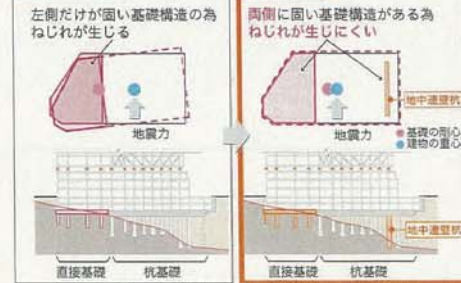 左側だけが固い基礎構造の為
ねじれが生じる
地震力
直接基礎
杭基礎
両側に固い基礎構造がある為
ねじれが生じにくい
地中連壁杭
地震力
基礎の剛心
建物の重心
地中連壁杭
直接基礎
杭基礎